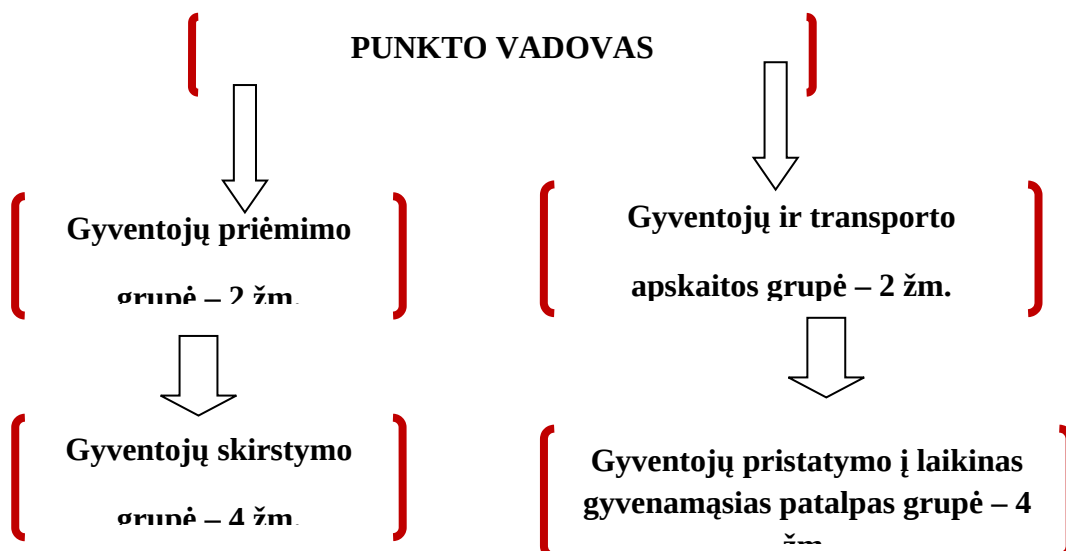 PUNKTO VADOVAS
Gyventojų priėmimo
grupė – 2 žm.
Gyventojų ir transporto
apskaitos grupė – 2 žm.
Gyventojų skirstymo
grupė – 4 žm.
Gyventojų pristatymo į laikinas
gyvenamąsias patalpas grupė – 4
žm.